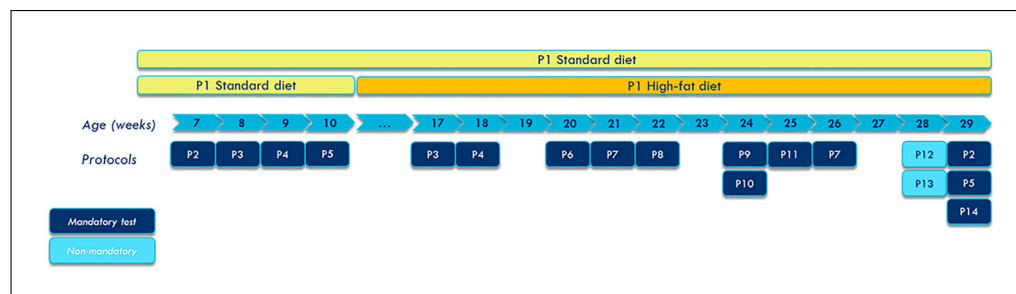 P1 Standard diet
P1 Standard diet P1 High-fat diet
Age (weeks) 7 8 9 10 ... 17 18 19 20 21 22 23 24 25 26 27 28 29
Protocols P2 P3 P4 P5 P3 P4 P6 P7 P8 P9 P11 P7 P12 P2
P10 P13 P5
P14
Mandatory test
Non-mandatory